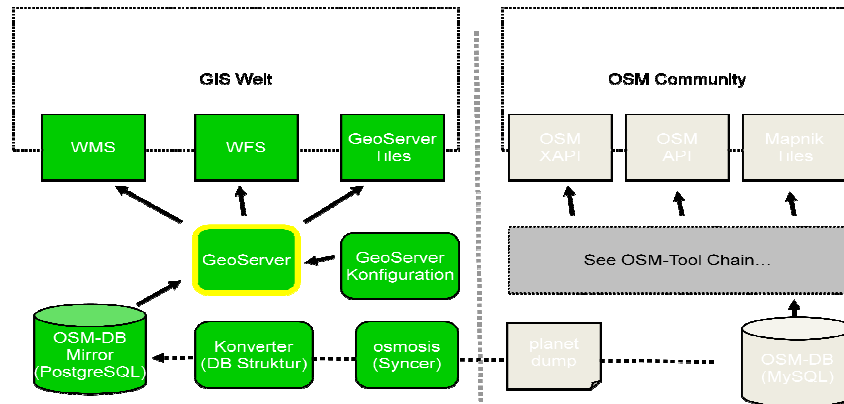 GIS Welt
OSM Community
WMS
WFS
GeoServer
Tiles
OSM
XAPI
OSM
API
Mapnik
Tiles
GeoServer
GeoServer
Konfiguration
See OSM-Tool Chain...
OSM-DB
Mirror
(PostgreSQL)
Konverter
(DB Struktur)
osmosis
(Syncer)
planet
dump
OSM-DB
(MySQL)